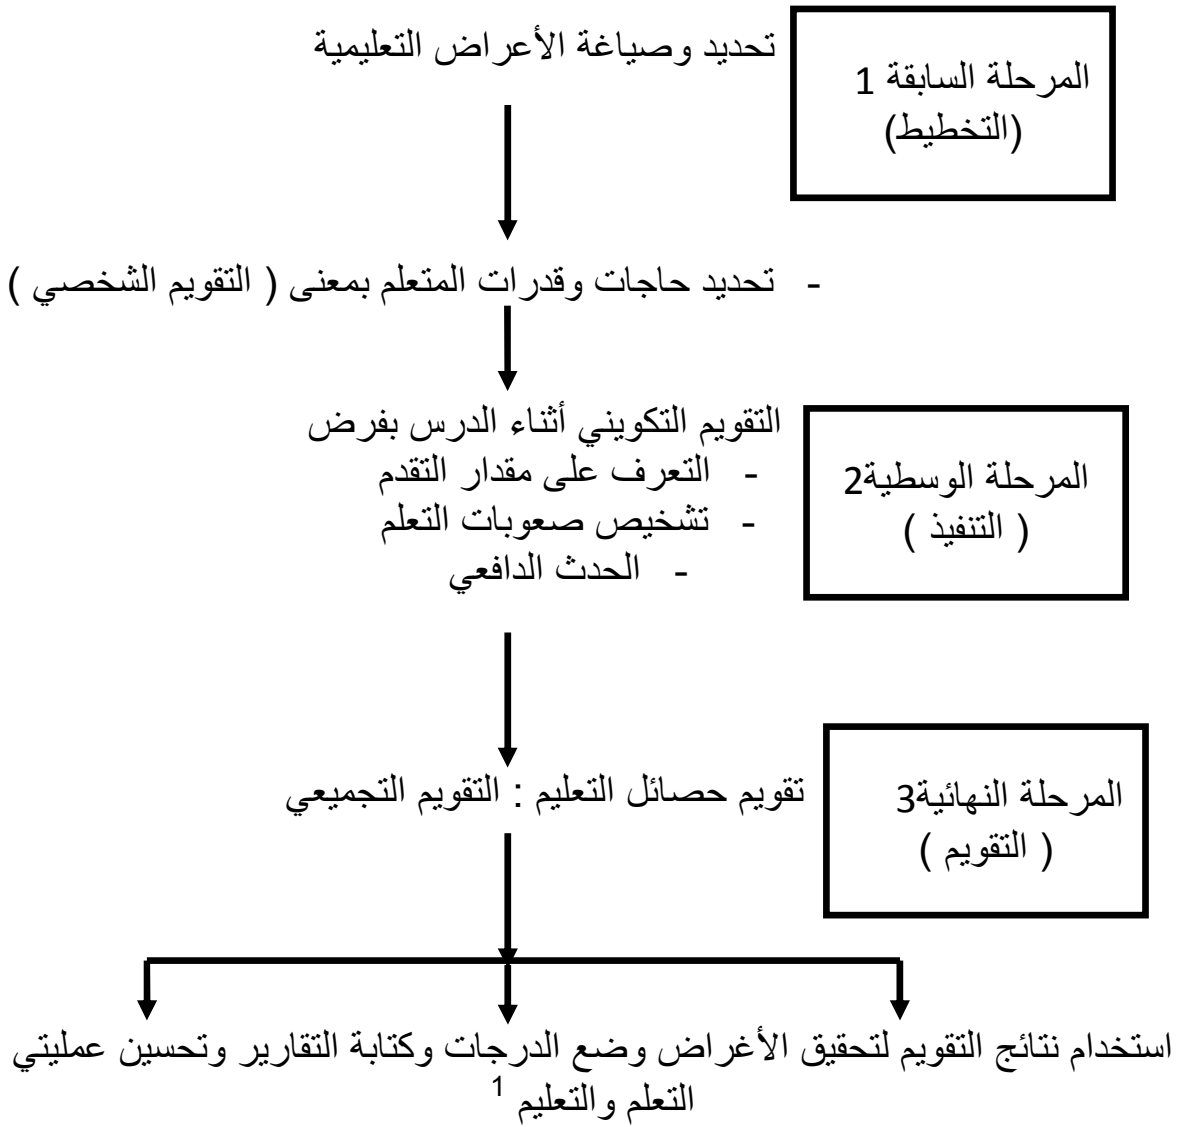 المرحلة السابقة 1
(التخطيط)
تحديد وصياغة الأعراض التعليمية
- تحديد حاجات وقدرات المتعلم بمعنى ( التقويم الشخصي )
المرحلة الوسطية2
( التنفيذ )
التقويم التكويني أثناء الدرس بفرض
- التعرف على مقدار التقدم
- تشخيص صعوبات التعلم
- الحدث الدافعي
المرحلة النهائية3
( التقويم )
تقويم حصائل التعليم : التقويم التجميعي
استخدام نتائج التقويم لتحقيق الأغراض وضع الدرجات وكتابة التقارير وتحسين عمليتي
التعلم والتعليم 1